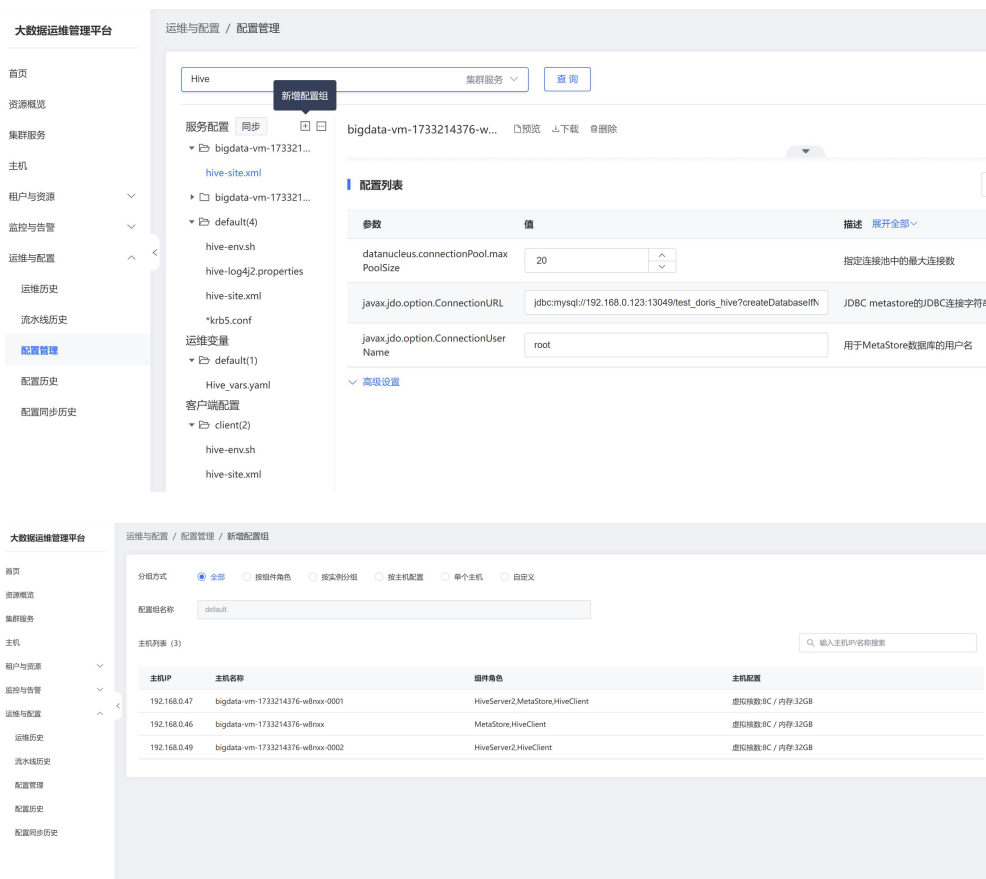 大数据运维管理平台
运维与配置 / 配置管理
首页
资源概览
集群服务
主机
租户与资源
监控与告警
运维与配置
运维历史
流水线历史
配置管理
配置历史
配置同步历史
Hive
集群服务
查询
新增配置组
服务配置 同步
bigdata-vm-173321...
hive-site.xml
bigdata-vm-173321...
default(4)
hive-env.sh
hive-log4j2.properties
hive-site.xml
*krb5.conf
运维变量
default(1)
Hive_vars.yaml
客户端配置
client(2)
hive-env.sh
hive-site.xml
bigdata-vm-1733214376-w... 预览 下载 删除
配置列表
参数 值 描述 展开全部
datanucleus.connectionPool.max
PoolSize
20
指定连接池中的最大连接数
javax.jdo.option.ConnectionURL
jdbc:mysql://192.168.0.123:13049/test_doris_hive?createDatabaseIfN
JDBC metastore的JDBC连接字符
javax.jdo.option.ConnectionUser
Name
root
用于MetaStore数据库的用户名
高级设置
大数据运维管理平台
运维与配置 / 配置管理 / 新增配置组
首页
资源概览
集群服务
主机
租户与资源
监控与告警
运维与配置
运维历史
流水线历史
配置管理
配置历史
配置同步历史
分组方式 全部 按组件角色 按实例分组 按主机配置 单个主机 自定义
配置组名称 default
主机列表（3）
输入主机IP/名称搜索
主机IP 主机名称 组件角色 主机配置
192.168.0.47 bigdata-vm-1733214376-w8nxx-0001 HiveServer2,MetaStore,HiveClient 虚拟核数:8C / 内存:32GB
192.168.0.46 bigdata-vm-1733214376-w8nxx MetaStore,HiveClient 虚拟核数:8C / 内存:32GB
192.168.0.49 bigdata-vm-1733214376-w8nxx-0002 HiveServer2,HiveClient 虚拟核数:8C / 内存:32GB